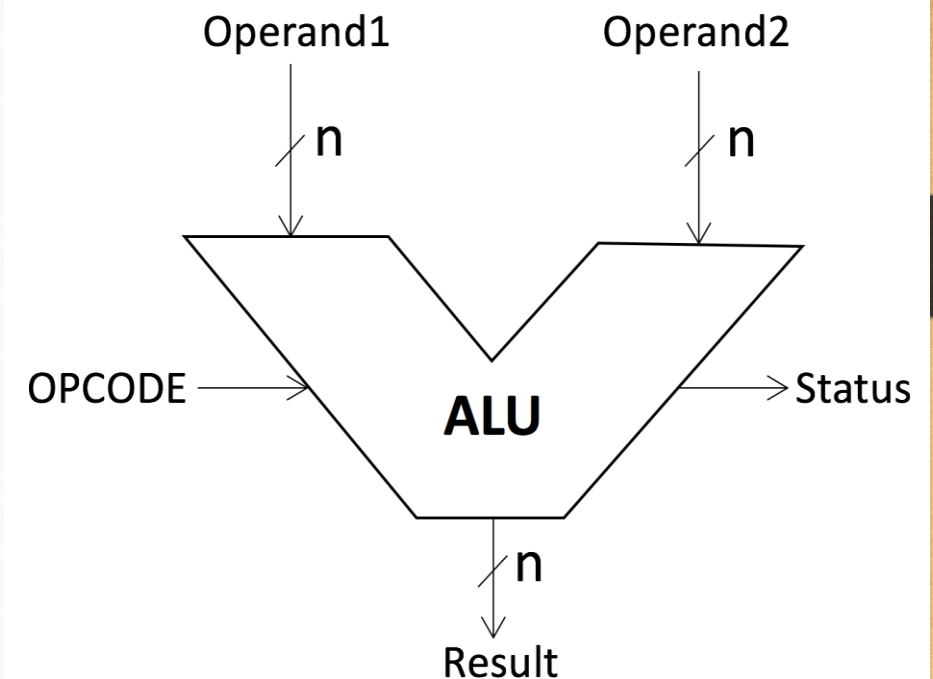 Operand1
Operand2
n
n
OPCODE
ALU
Status
n
Result